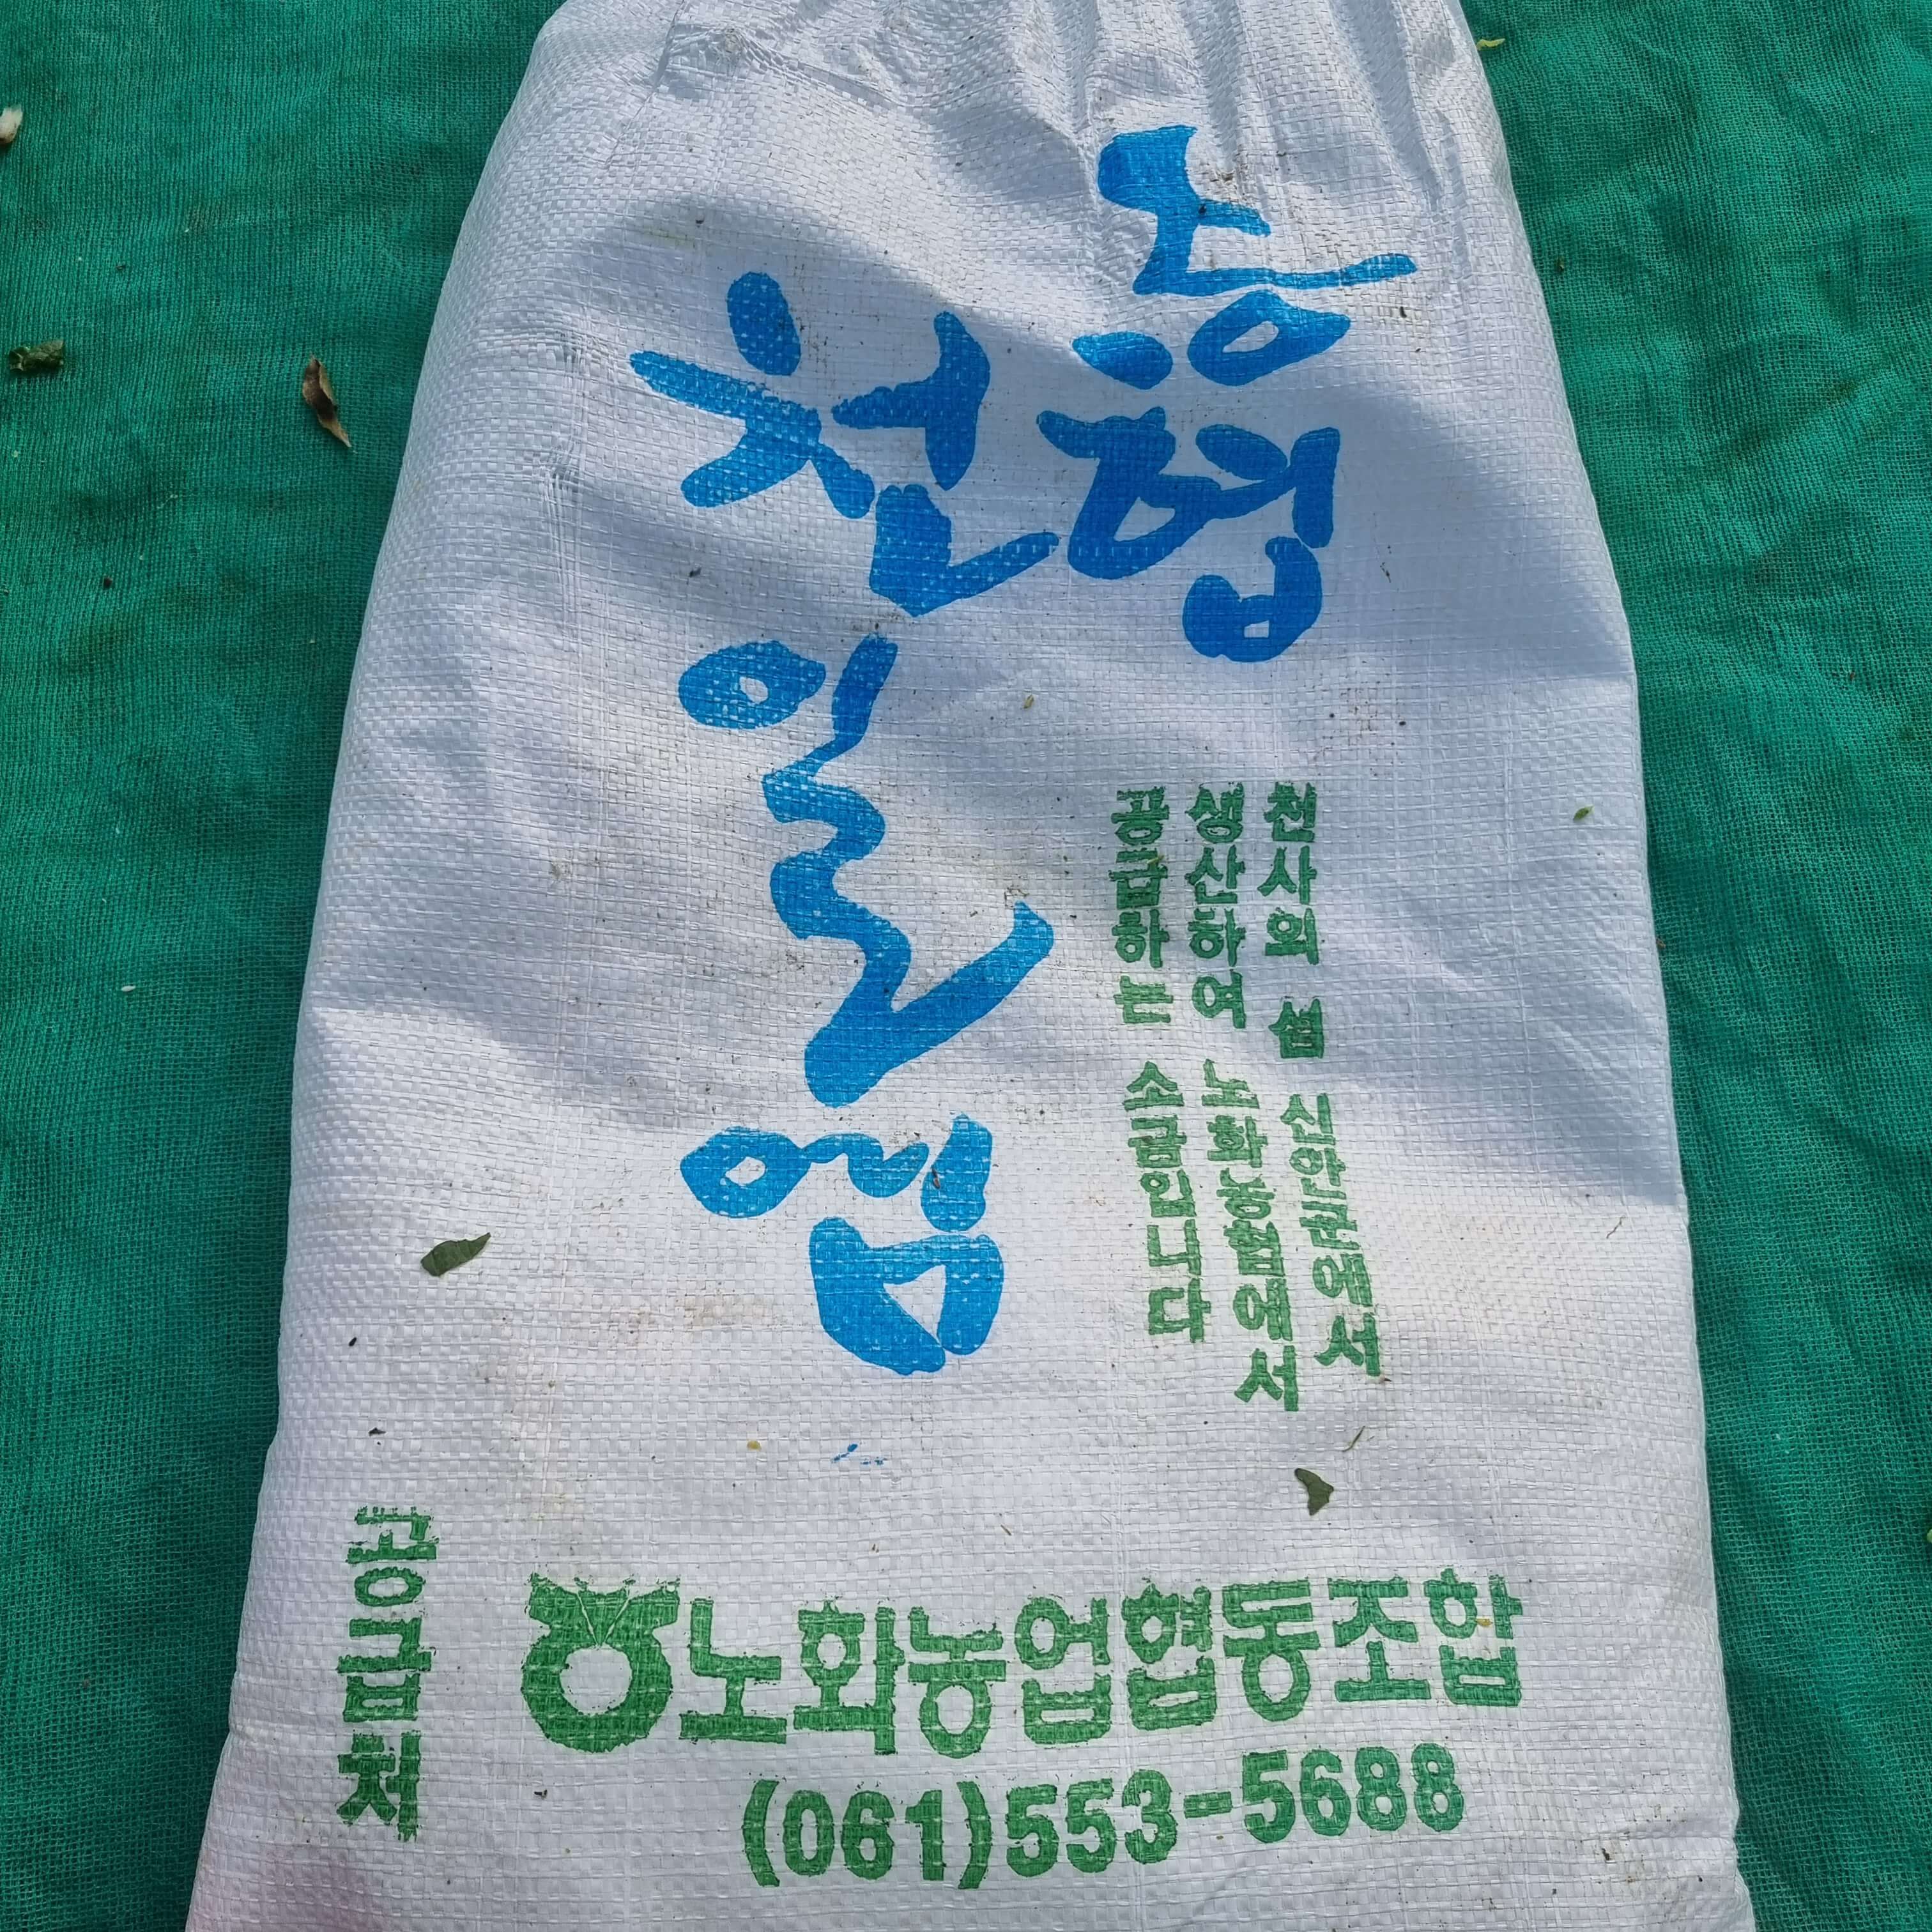 농협
천일염
천사의 섬 신안군에서
생산하여 노화농협에서
공급하는 소금입니다
공급처
노화농업협동조합
(061)553-5688